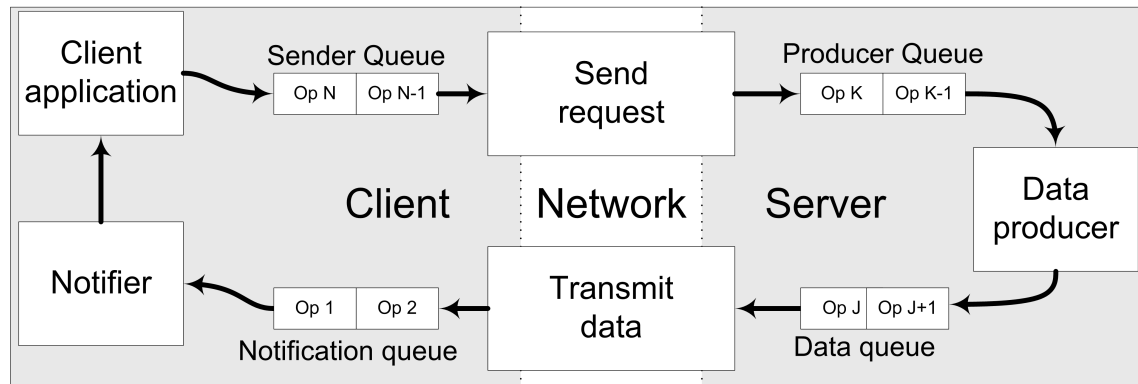 Client
application
Sender Queue
Op N
Op N-1
Send
request
Producer Queue
Op K
Op K-1
Client
Network
Server
Data
producer
Notifier
Op 1
Op 2
Notification queue
Transmit
data
Op J
Op J+1
Data queue